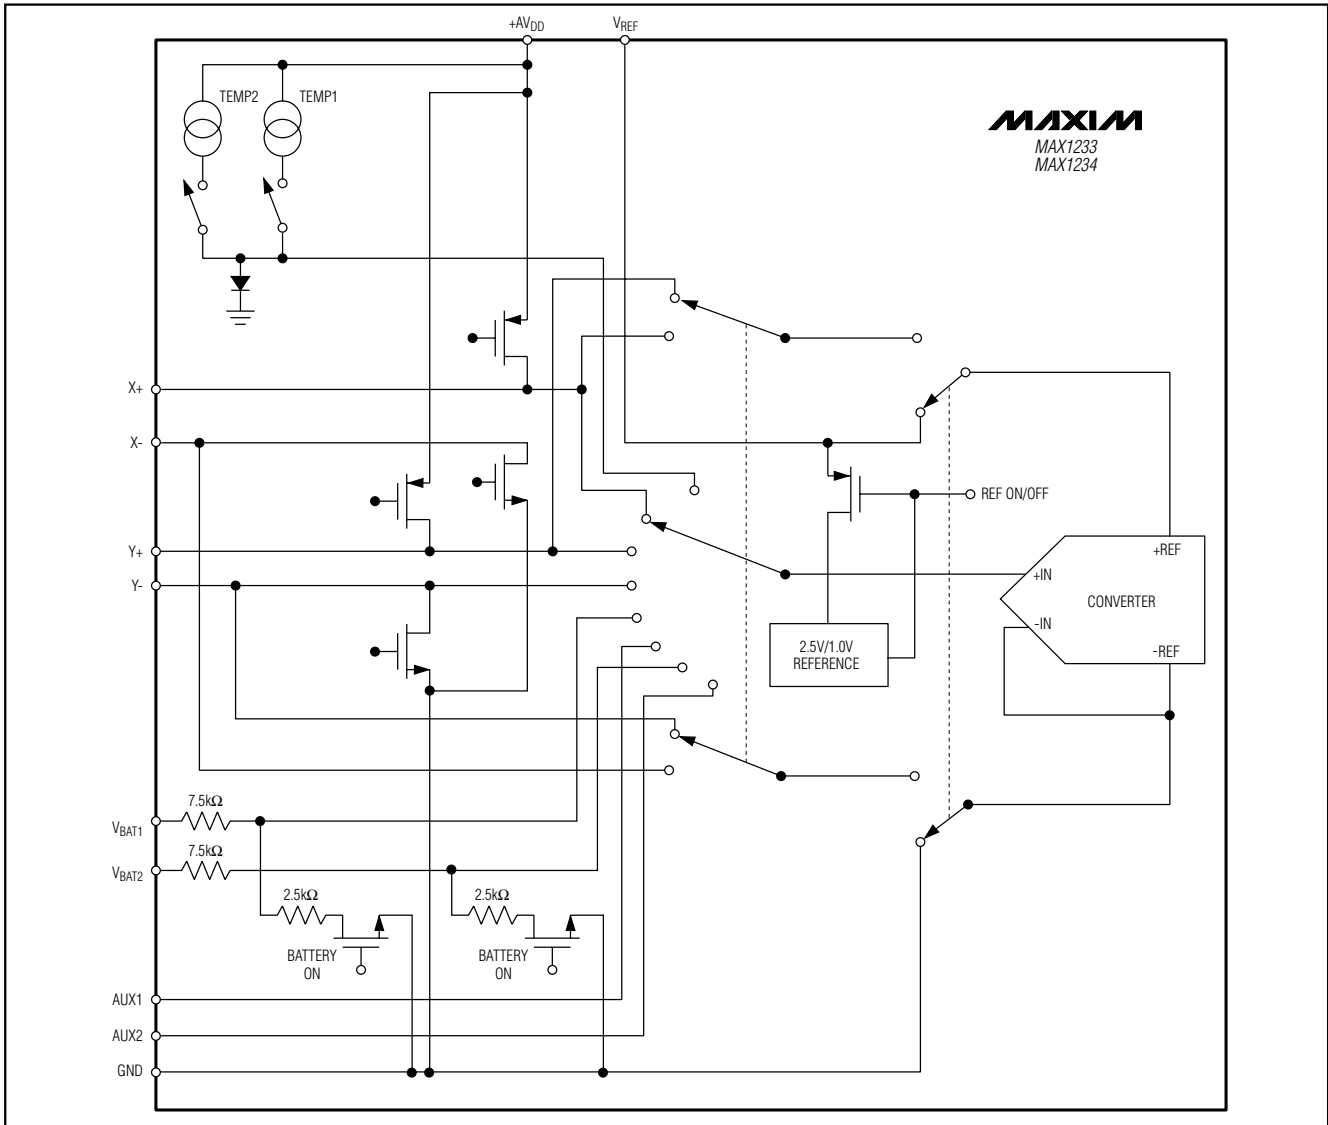 +AVDD
VREF
TEMP2
TEMP1
MAXIM
MAX1233
MAX1234
X+
X-
REF ON/OFF
Y+
+REF
Y-
+IN
CONVERTER
-IN
2.5V/1.0V
REFERENCE
-REF
7.5kΩ
VBAT1
7.5kΩ
VBAT2
2.5kΩ
2.5kΩ
BATTERY
ON
BATTERY
ON
AUX1
AUX2
GND